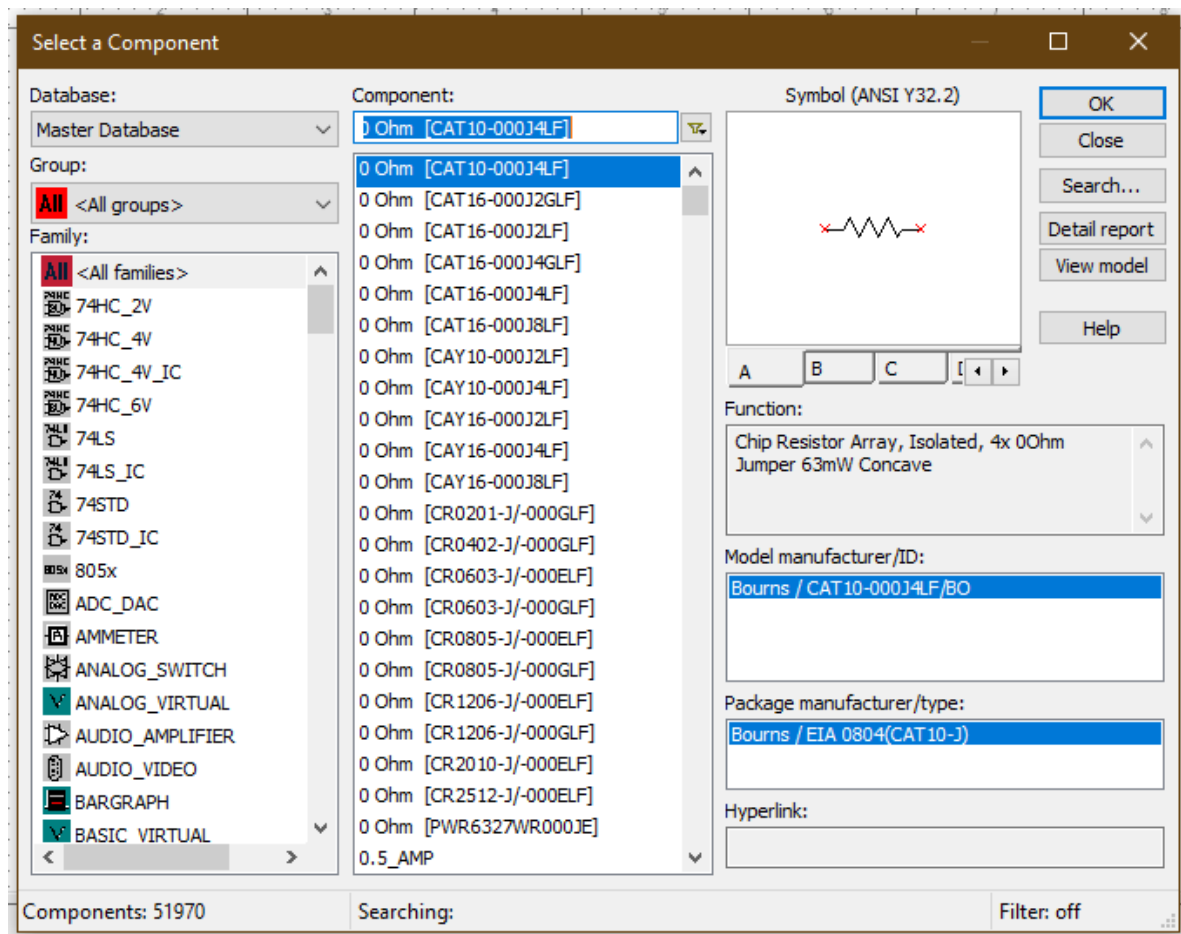 Select a Component
Database:
Master Database
Group:
All <All groups>
Family:
All <All families>
74HC_2V
74HC_4V
74HC_4V_IC
74HC_6V
74LS
74LS_IC
74STD
74STD_IC
805x
ADC_DAC
AMMETER
ANALOG_SWITCH
ANALOG_VIRTUAL
AUDIO_AMPLIFIER
AUDIO_VIDEO
BARGRAPH
BASIC_VIRTUAL
Component:
0 Ohm [CAT10-000J4LF]
0 Ohm [CAT10-000J4LF]
0 Ohm [CAT16-000J2GLF]
0 Ohm [CAT16-000J2LF]
0 Ohm [CAT16-000J4GLF]
0 Ohm [CAT16-000J4LF]
0 Ohm [CAT16-000J8LF]
0 Ohm [CAY10-000J2LF]
0 Ohm [CAY10-000J4LF]
0 Ohm [CAY16-000J2LF]
0 Ohm [CAY16-000J4LF]
0 Ohm [CAY16-000J8LF]
0 Ohm [CR0201-J/-000GLF]
0 Ohm [CR0402-J/-000GLF]
0 Ohm [CR0603-J/-000ELF]
0 Ohm [CR0603-J/-000GLF]
0 Ohm [CR0805-J/-000ELF]
0 Ohm [CR0805-J/-000GLF]
0 Ohm [CR1206-J/-000ELF]
0 Ohm [CR1206-J/-000GLF]
0 Ohm [CR2010-J/-000ELF]
0 Ohm [CR2512-J/-000ELF]
0 Ohm [PWR6327WR000JE]
0.5_AMP
Symbol (ANSI Y32.2)
A B C
Function:
Chip Resistor Array, Isolated, 4x 0Ohm
Jumper 63mW Concave
Model manufacturer/ID:
Bourns / CAT10-000J4LF/BO
Package manufacturer/type:
Bourns / EIA 0804(CAT10-J)
Hyperlink:
OK
Close
Search...
Detail report
View model
Help
Components: 51970
Searching:
Filter: off